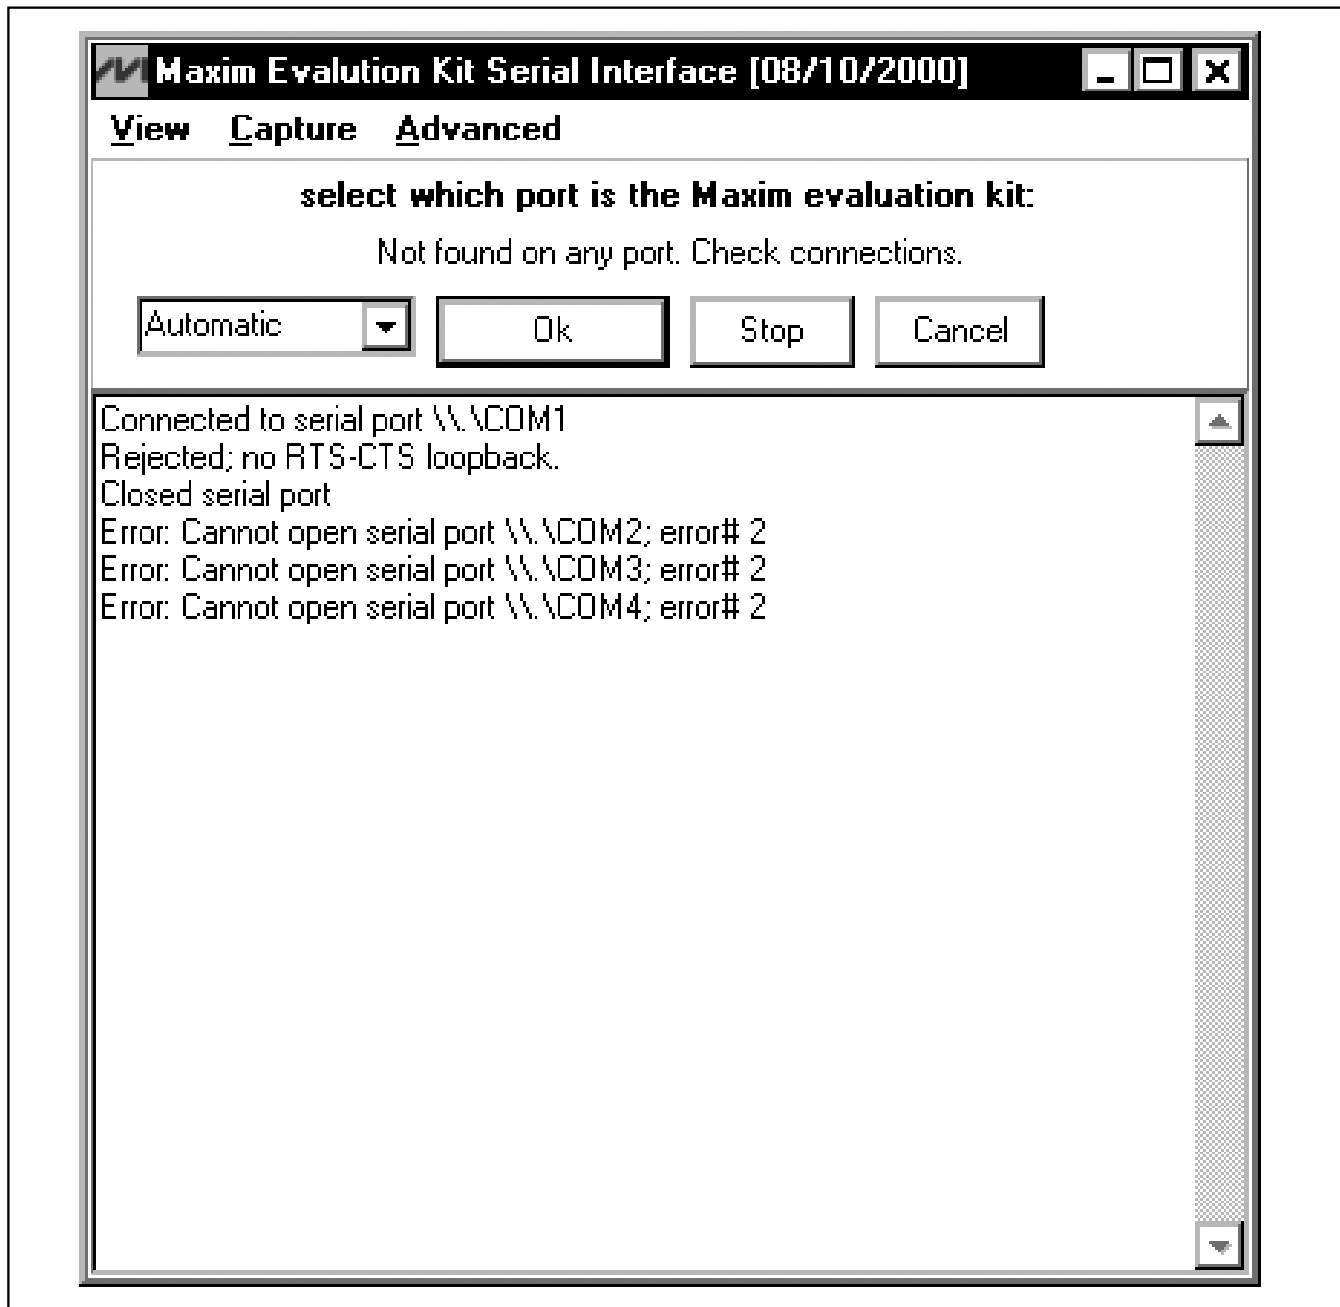 Maxim Evalution Kit Serial Interface [08/10/2000]
View Capture Advanced
select which port is the Maxim evaluation kit:
Not found on any port. Check connections.
Automatic Ok Stop Cancel
Connected to serial port \\.\COM1
Rejected; no RTS-CTS loopback.
Closed serial port
Error: Cannot open serial port \\.\COM2; error# 2
Error: Cannot open serial port \\.\COM3; error# 2
Error: Cannot open serial port \\.\COM4; error# 2